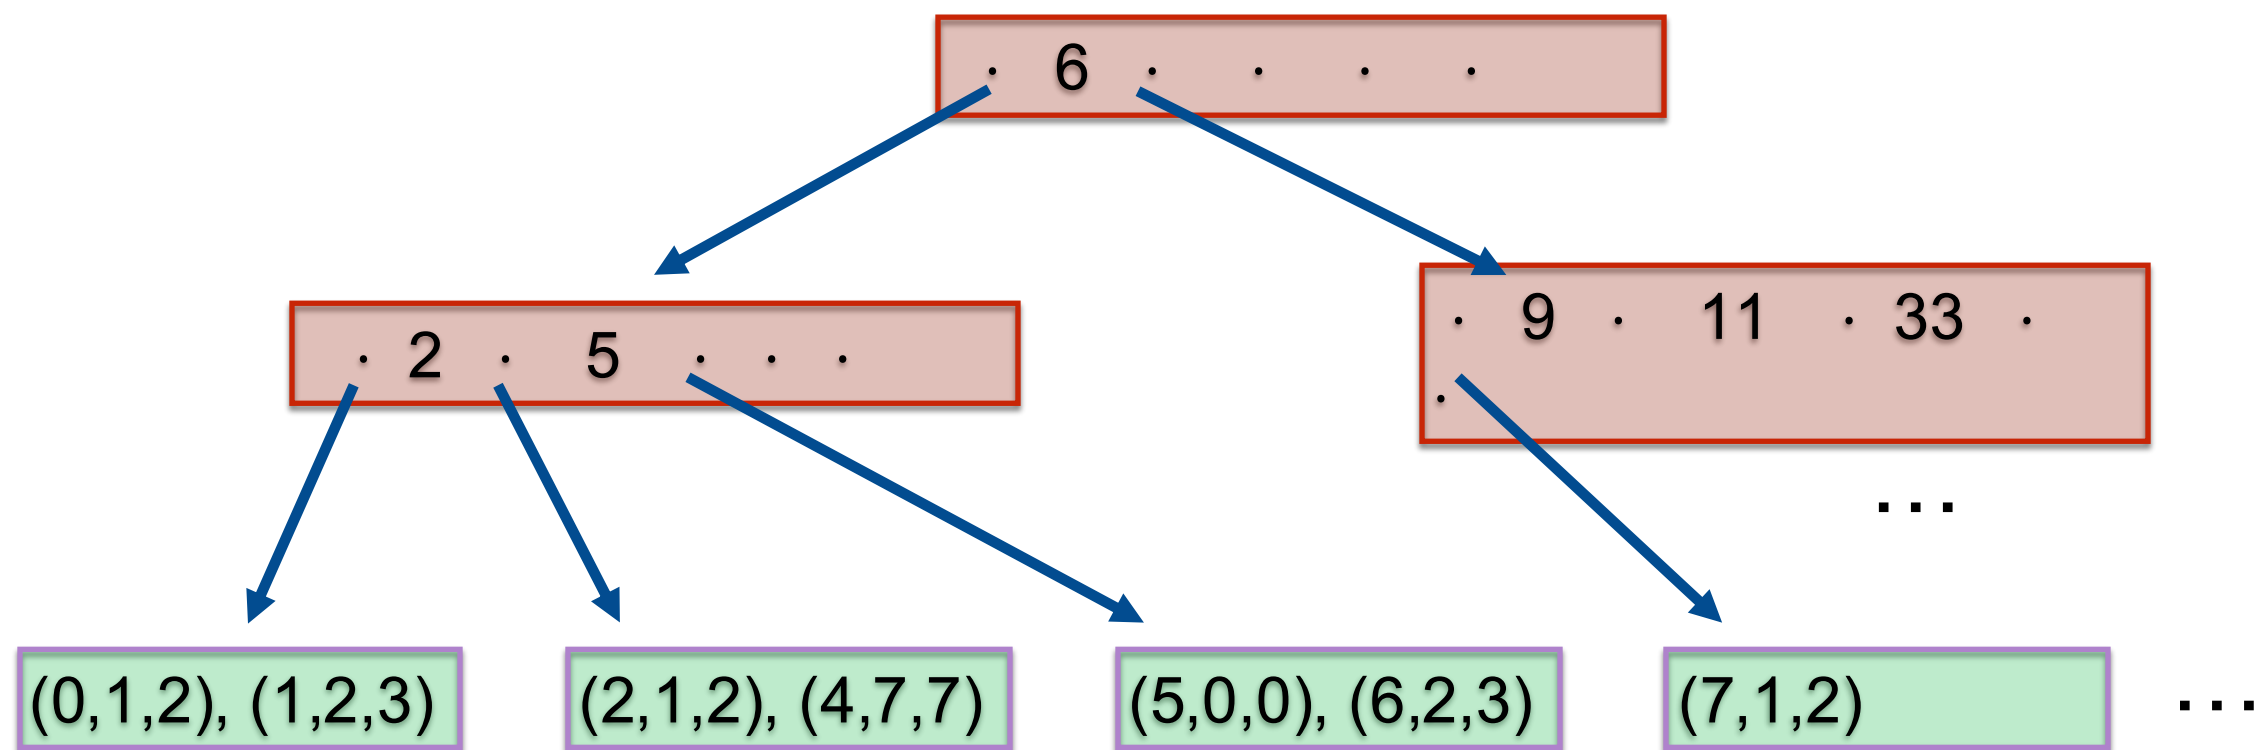 · 6 · · · ·
· 2 · 5 · · ·
· 9 · 11 · 33 ·
·
...
(0,1,2), (1,2,3)
(2,1,2), (4,7,7)
(5,0,0), (6,2,3)
(7,1,2)
...